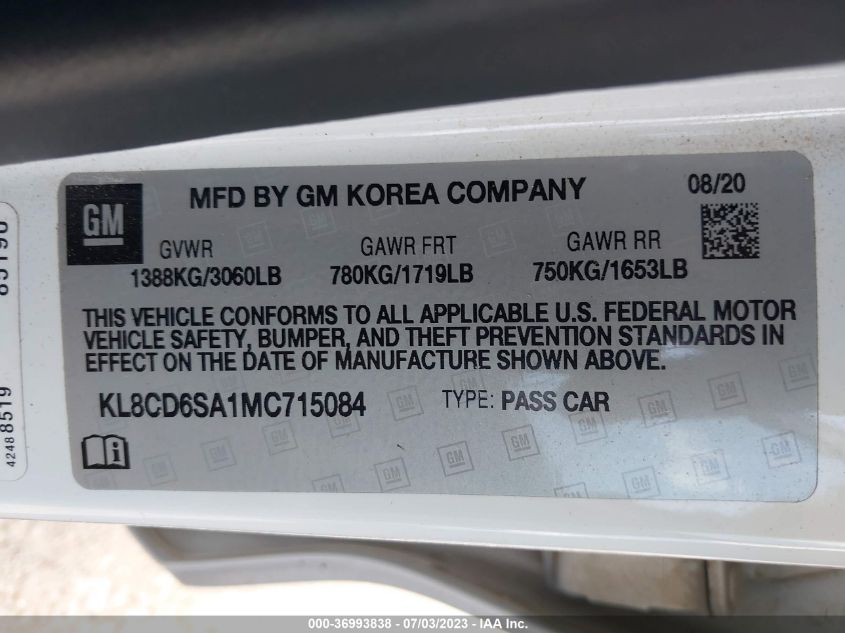 GM
MFD BY GM KOREA COMPANY
08/20
GVWR
GAWR FRT
GAWR RR
1388KG/3060LB
780KG/1719LB
750KG/1653LB
THIS VEHICLE CONFORMS TO ALL APPLICABLE U.S. FEDERAL MOTOR
VEHICLE SAFETY, BUMPER, AND THEFT PREVENTION STANDARDS IN
EFFECT ON THE DATE OF MANUFACTURE SHOWN ABOVE.
KL8CD6SA1MC715084
TYPE: PASS CAR
42488519
000-36993838 - 07/03/2023 - IAAI.COM